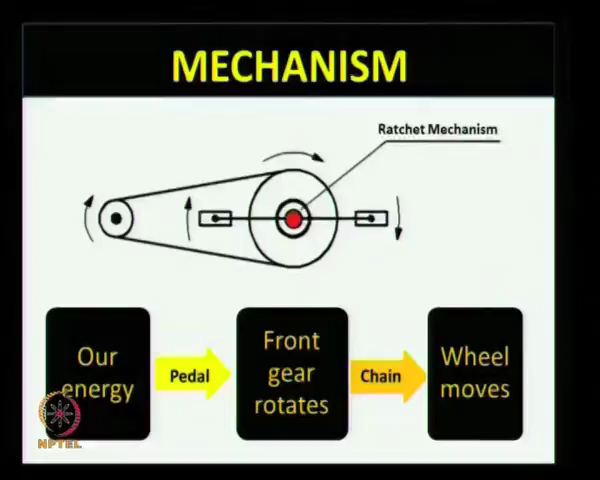 MECHANISM
Ratchet Mechanism
Our
energy
Pedal
Front
gear
rotates
Chain
Wheel
moves
NPTEL